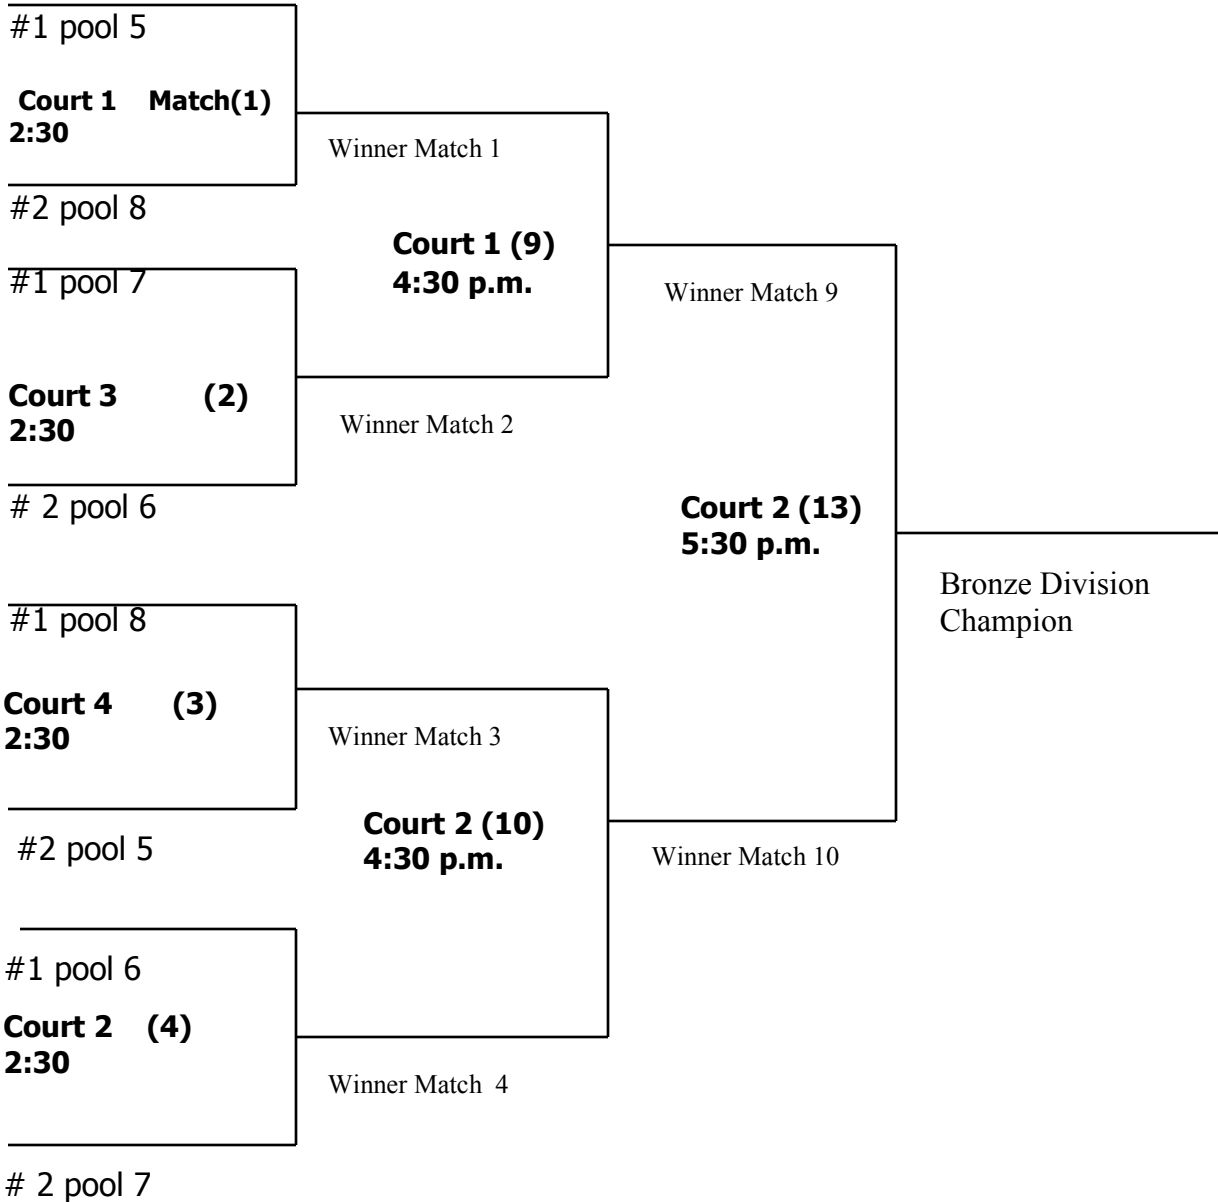 #1 pool 5
Court 1 Match(1)
2:30
Winner Match 1
#2 pool 8
Court 1 (9)
4:30 p.m.
#1 pool 7
Winner Match 9
Court 3 (2)
2:30
Winner Match 2
# 2 pool 6
Court 2 (13)
5:30 p.m.
Bronze Division
Champion
#1 pool 8
Court 4 (3)
2:30
Winner Match 3
#2 pool 5
Court 2 (10)
4:30 p.m.
Winner Match 10
#1 pool 6
Court 2 (4)
2:30
Winner Match 4
# 2 pool 7